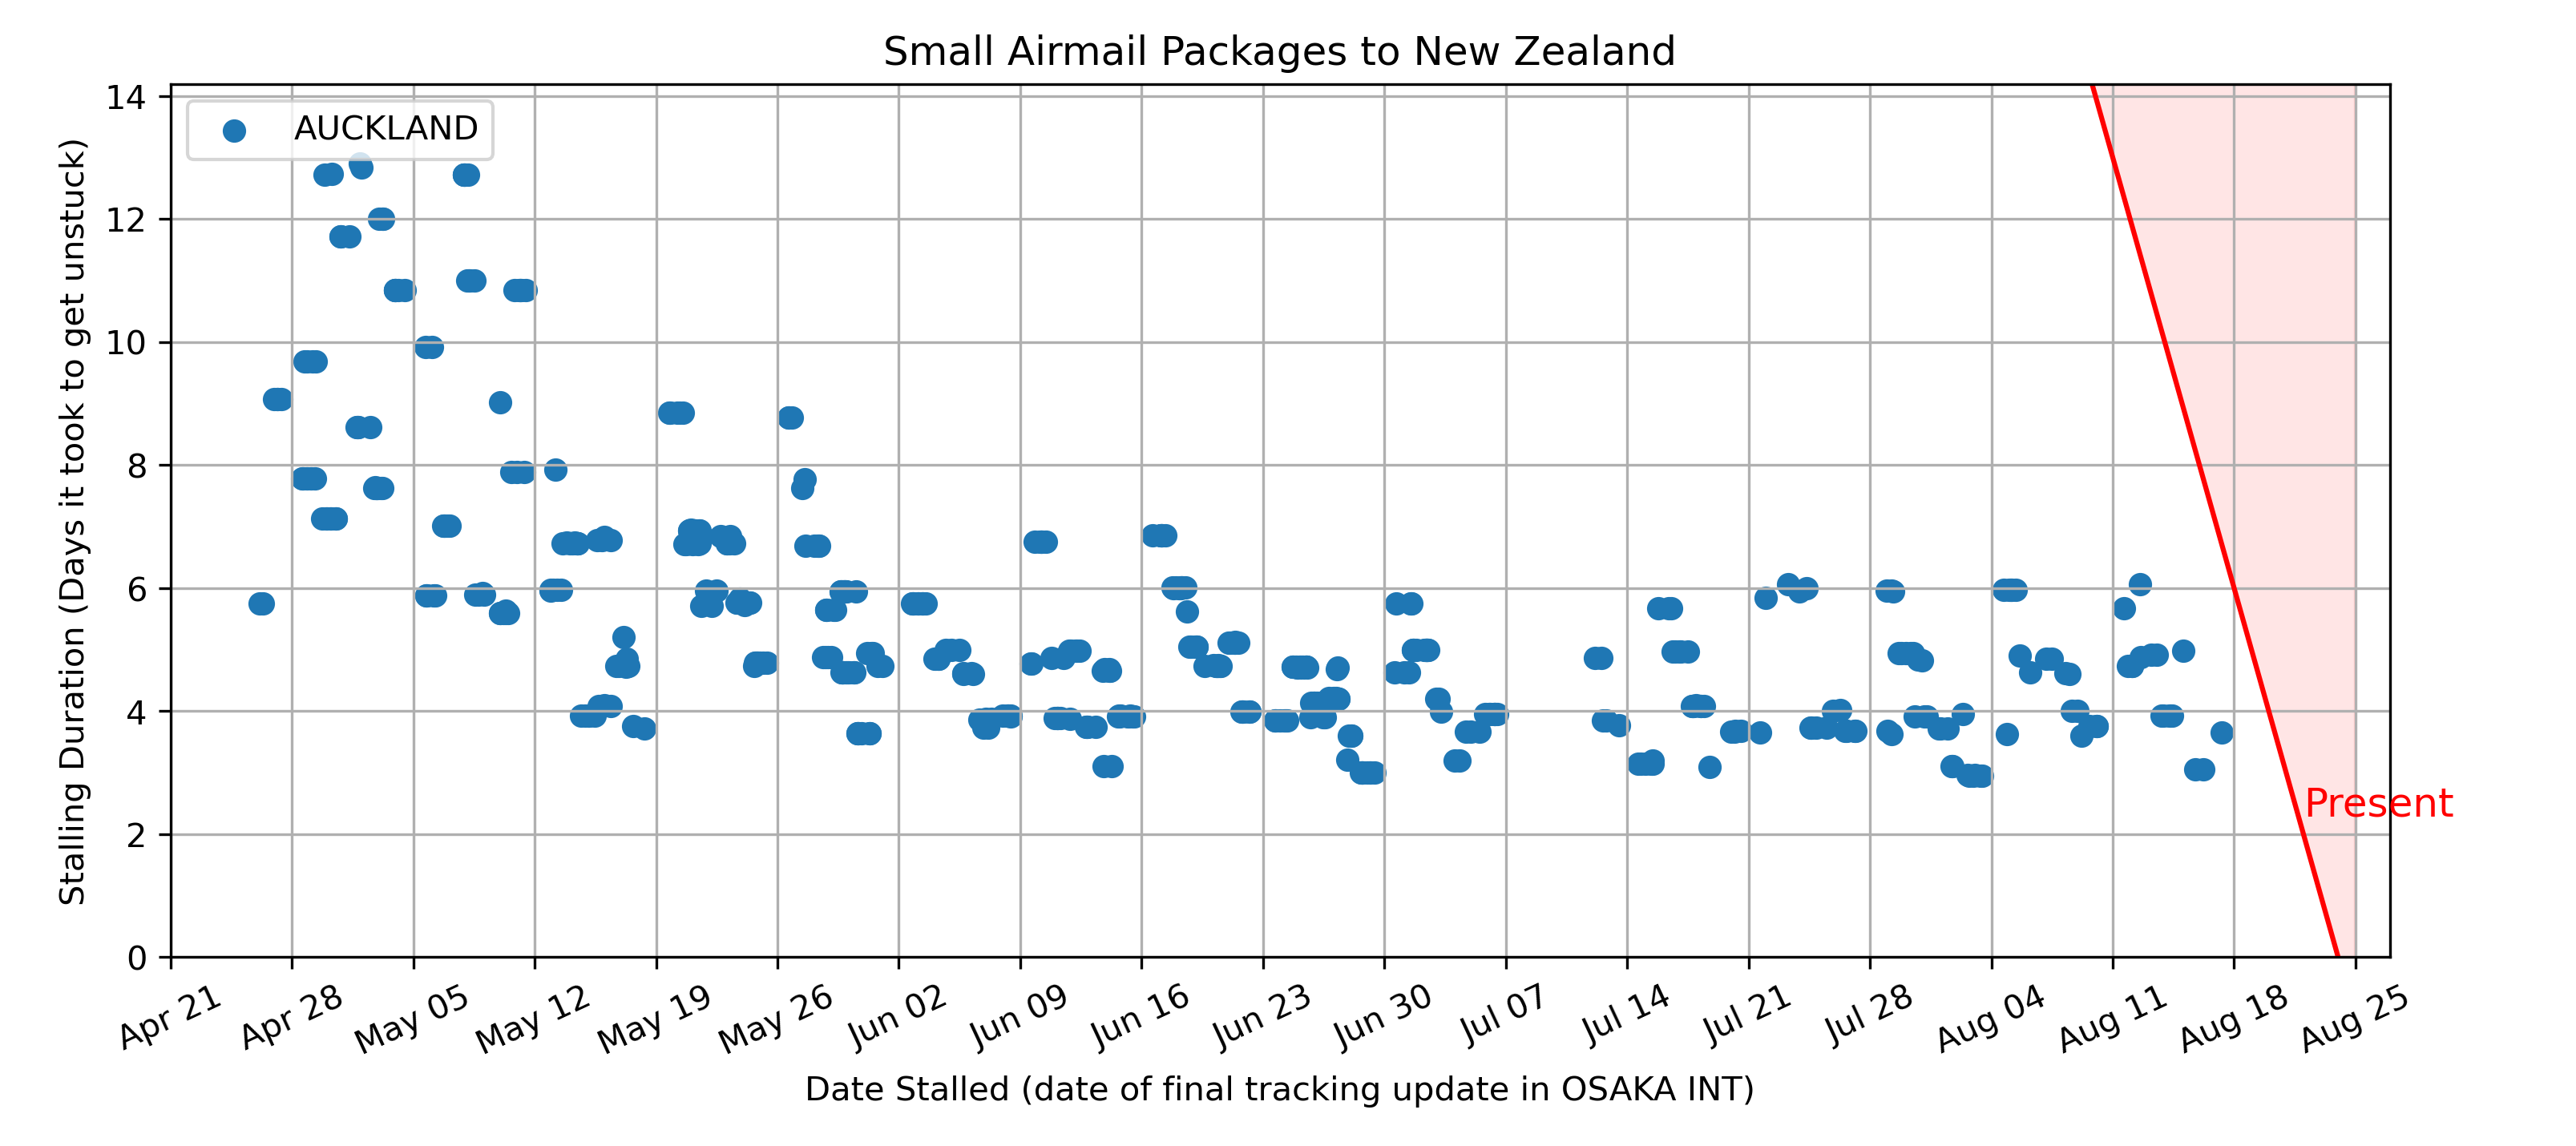 Small Airmail Packages to New Zealand
AUCKLAND
Stalling Duration (Days it took to get unstuck)
14
12
10
8
6
4
2
0
Present
Apr 21
Apr 28
May 05
May 12
May 19
May 26
Jun 02
Jun 09
Jun 16
Jun 23
Jun 30
Jul 07
Jul 14
Jul 21
Jul 28
Aug 04
Aug 11
Aug 18
Aug 25
Date Stalled (date of final tracking update in OSAKA INT)